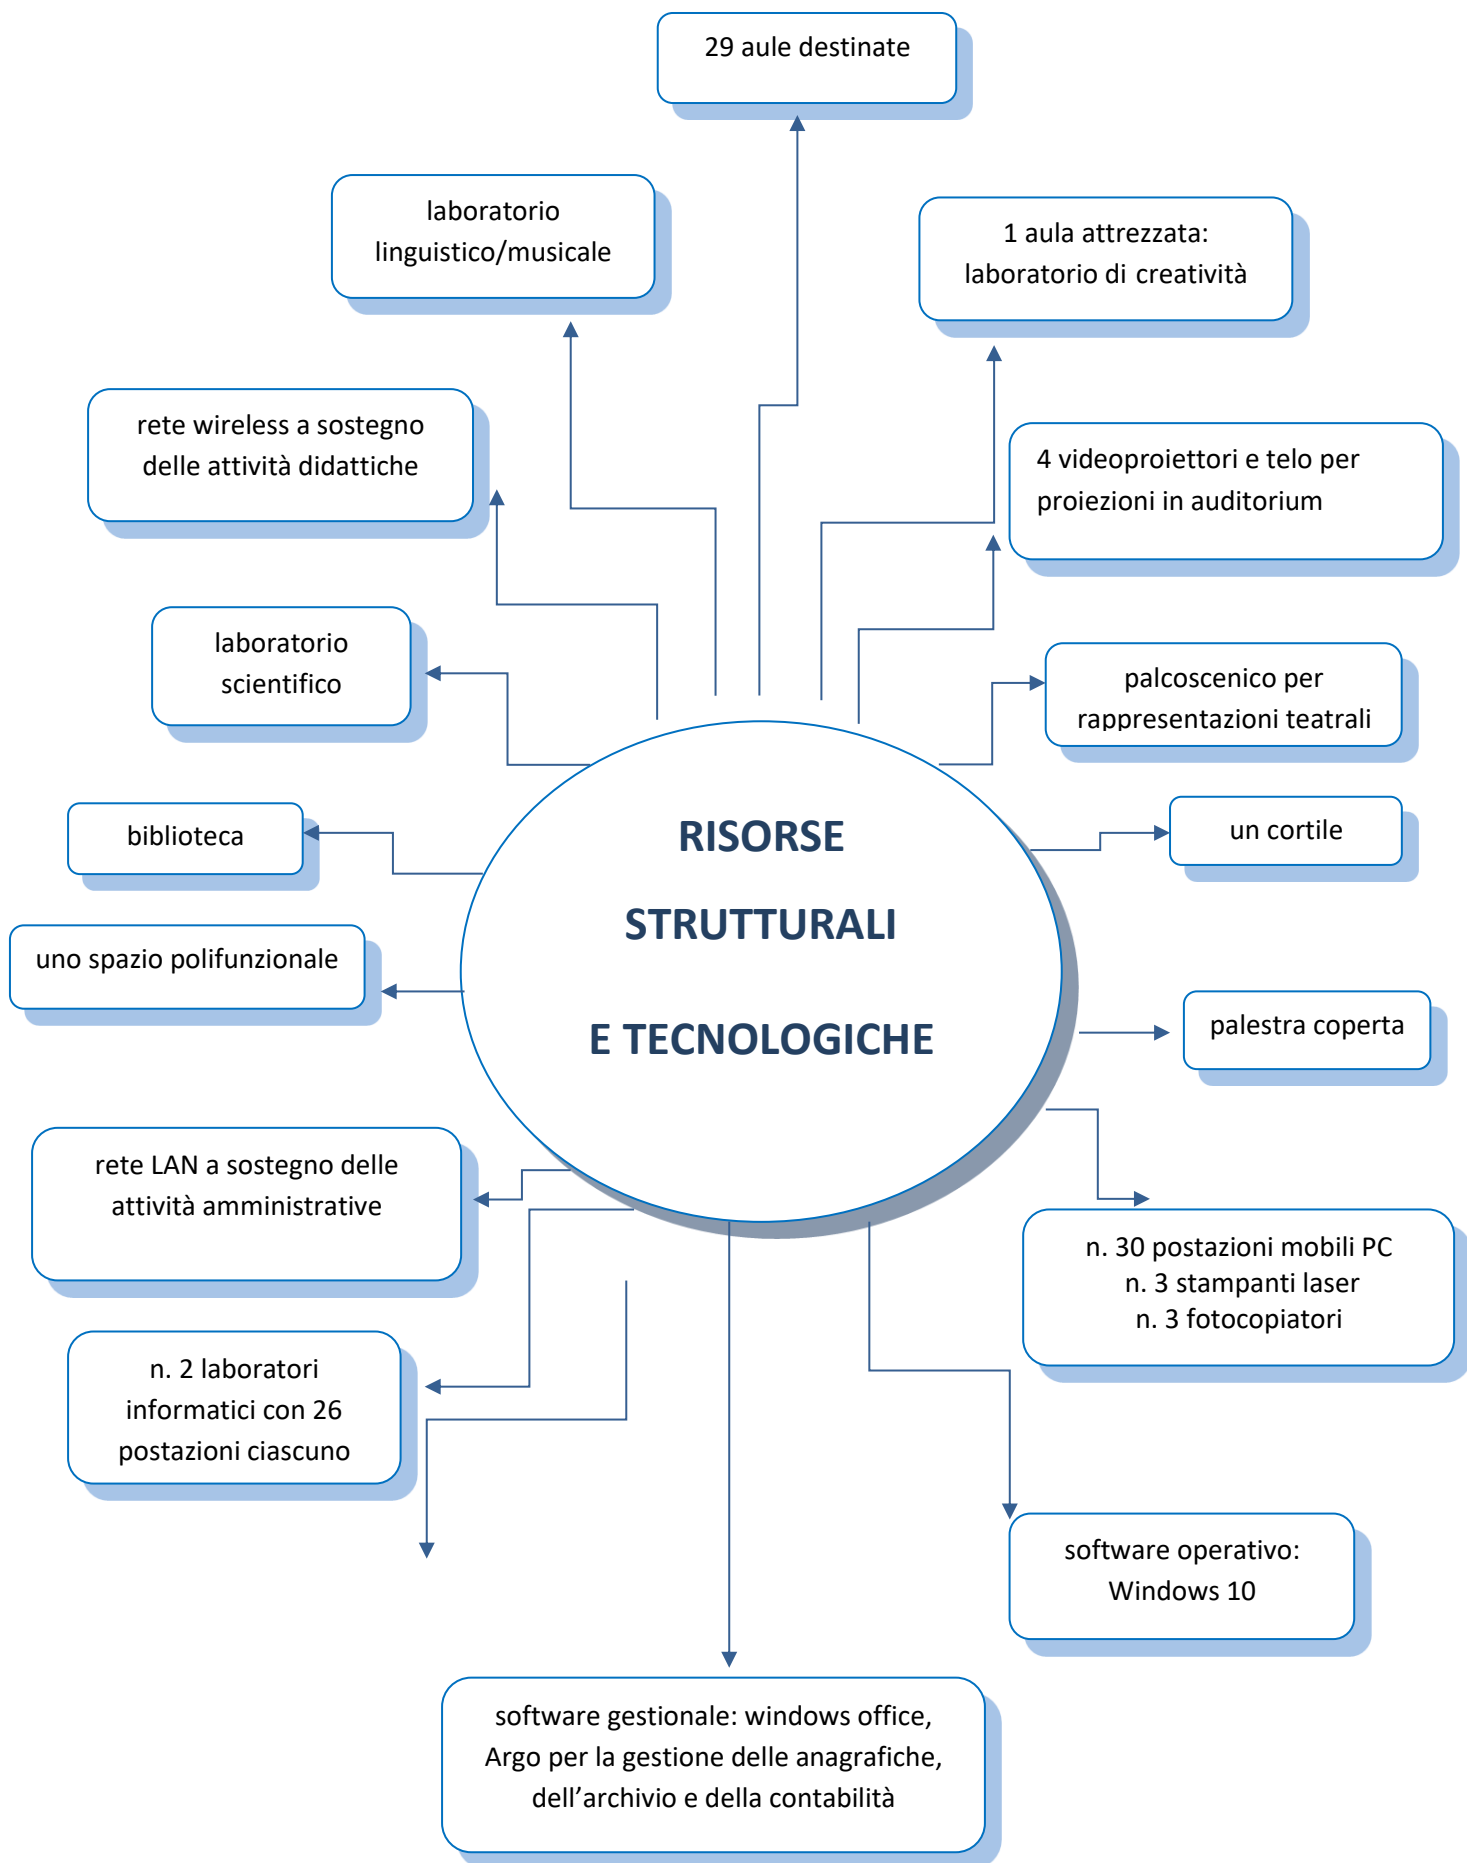 29 aule destinate
laboratorio
linguistico/musicale
1 aula attrezzata:
laboratorio di creatività
rete wireless a sostegno
delle attività didattiche
4 videoproiettori e telo per
proiezioni in auditorium
laboratorio
scientifico
palcoscenico per
rappresentazioni teatrali
biblioteca
un cortile
RISORSE
STRUTTURALI
E TECNOLOGICHE
uno spazio polifunzionale
palestra coperta
rete LAN a sostegno delle
attività amministrative
n. 30 postazioni mobili PC
n. 3 stampanti laser
n. 3 fotocopiatori
n. 2 laboratori
informatici con 26
postazioni ciascuno
software operativo:
Windows 10
software gestionale: windows office,
Argo per la gestione delle anagrafiche,
dell’archivio e della contabilità